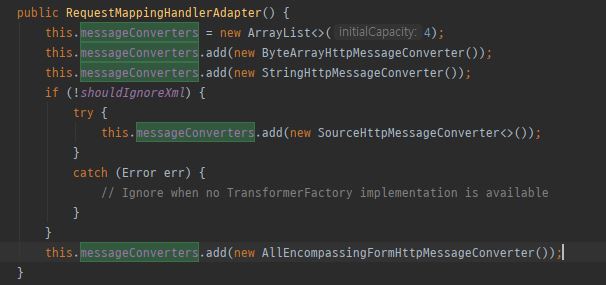 public RequestMappingHandlerAdapter() {
this.messageConverters = new ArrayList<>( initialCapacity: 4);
this.messageConverters.add(new ByteArrayHttpMessageConverter());
this.messageConverters.add(new StringHttpMessageConverter());
if (!shouldIgnoreXml) {
try {
this.messageConverters.add(new SourceHttpMessageConverter<>());
}
catch (Error err) {
// Ignore when no TransformerFactory implementation is available
}
}
this.messageConverters.add(new AllEncompassingFormHttpMessageConverter());
}